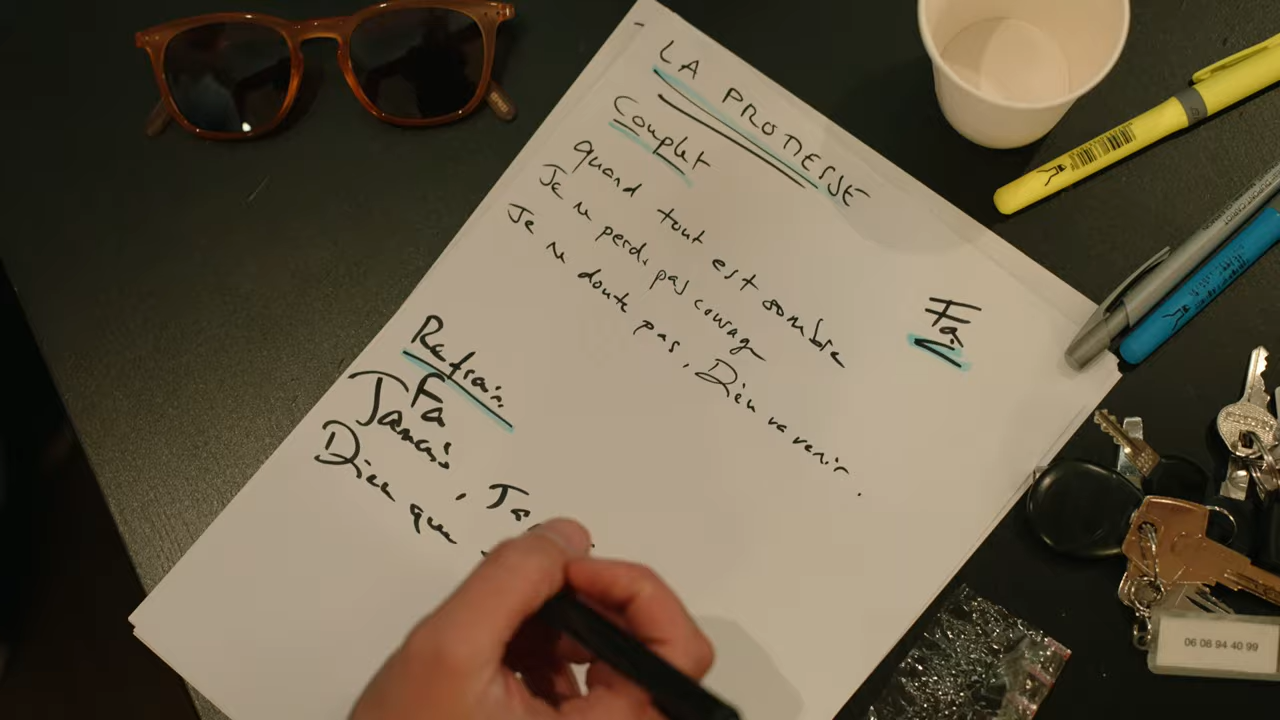 LA PROMESSE
Couplet
quand tout est sombre
Je ne perds pas courage
Je ne doute pas, Dieu va venir.
Fa
Refrain
Fa
Jamais, Ja
Dieu que
06 08 94 40 99